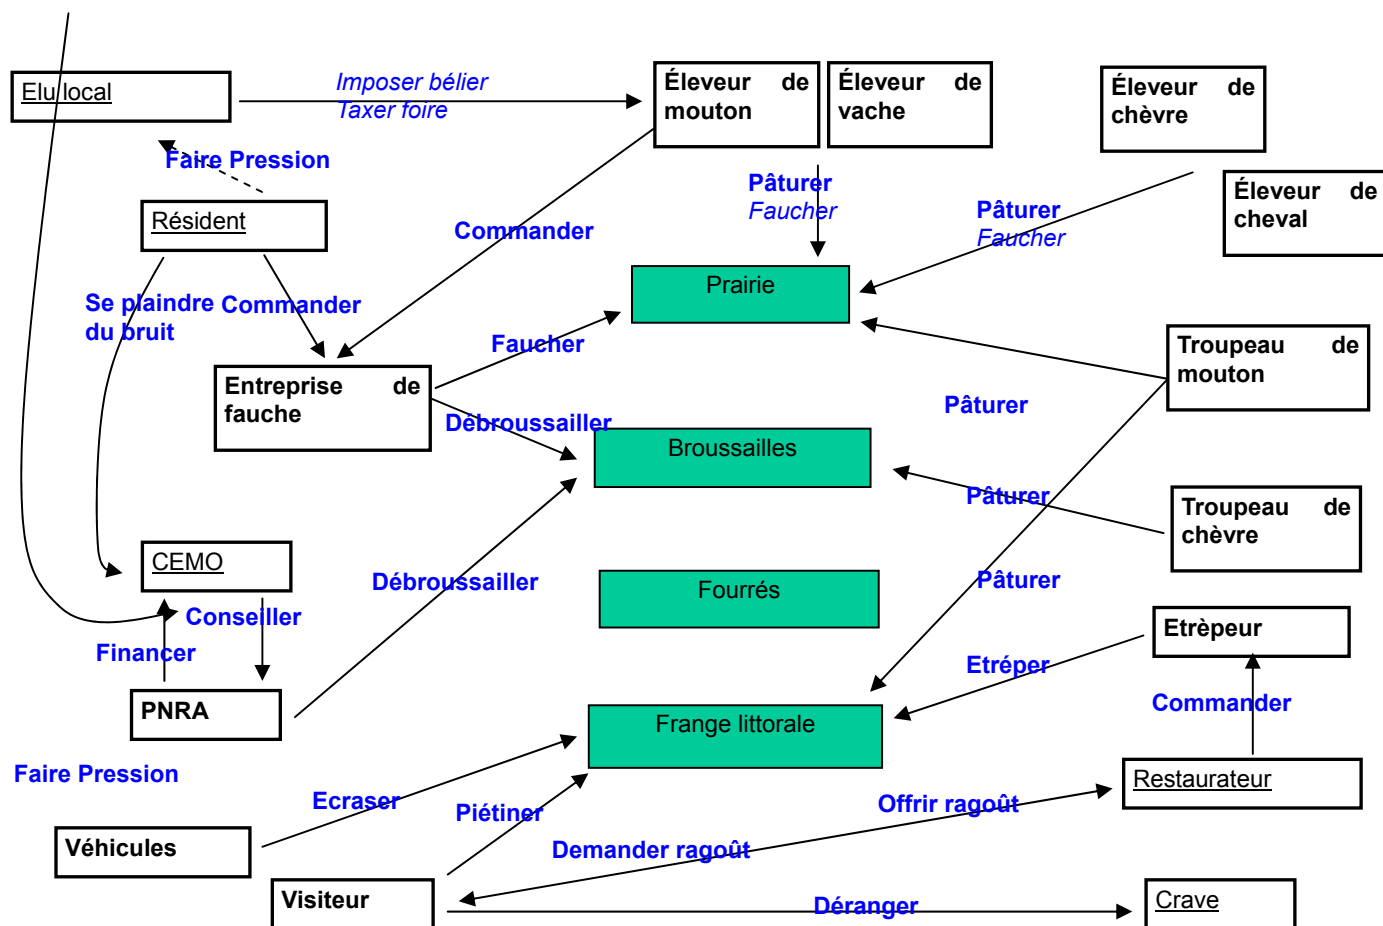 Elu local
Imposer bélier
Taxer foire
Éleveur de
mouton
Éleveur de
vache
Éleveur de
chèvre
Faire Pression
Pâturer
Faucher
Éleveur de
cheval
Résident
Pâturer
Faucher
Commander
Prairie
Se plaindre
du bruit
Commander
Faucher
Troupeau de
mouton
Entreprise de
fauche
Pâturer
Débroussailler
Broussailles
Pâturer
Troupeau de
chèvre
CEMO
Débroussailler
Fourrés
Pâturer
Conseiller
Financer
Etrèpeur
Etréper
PNRA
Frange littorale
Commander
Faire Pression
Restaurateur
Ecraser
Piétiner
Offrir ragoût
Véhicules
Demander ragoût
Visiteur
Déranger
Crave